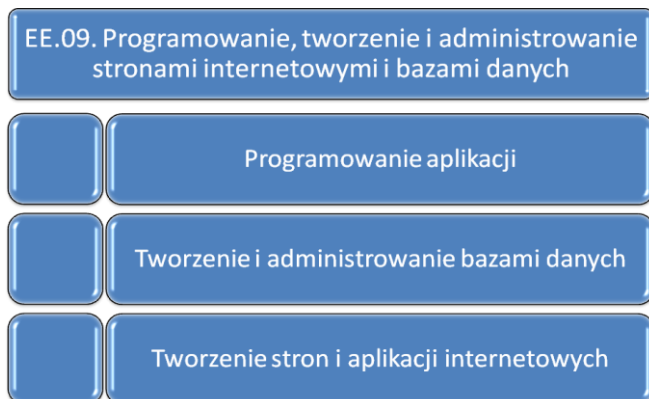 EE.09. Programowanie, tworzenie i administrowanie
stronami internetowymi i bazami danych
Programowanie aplikacji
Tworzenie i administrowanie bazami danych
Tworzenie stron i aplikacji internetowych